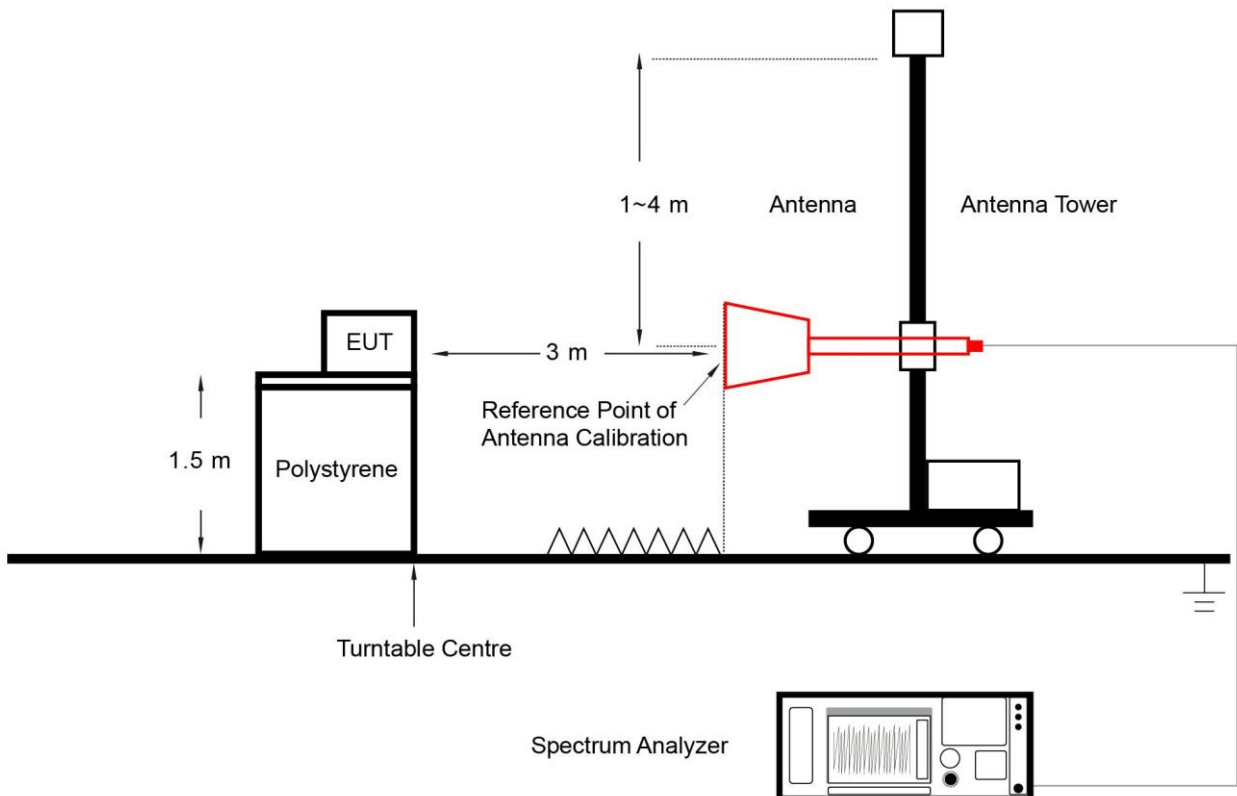 1~4 m
Antenna
Antenna Tower
EUT
3 m
Reference Point of
Antenna Calibration
1.5 m
Polystyrene
Turntable Centre
Spectrum Analyzer